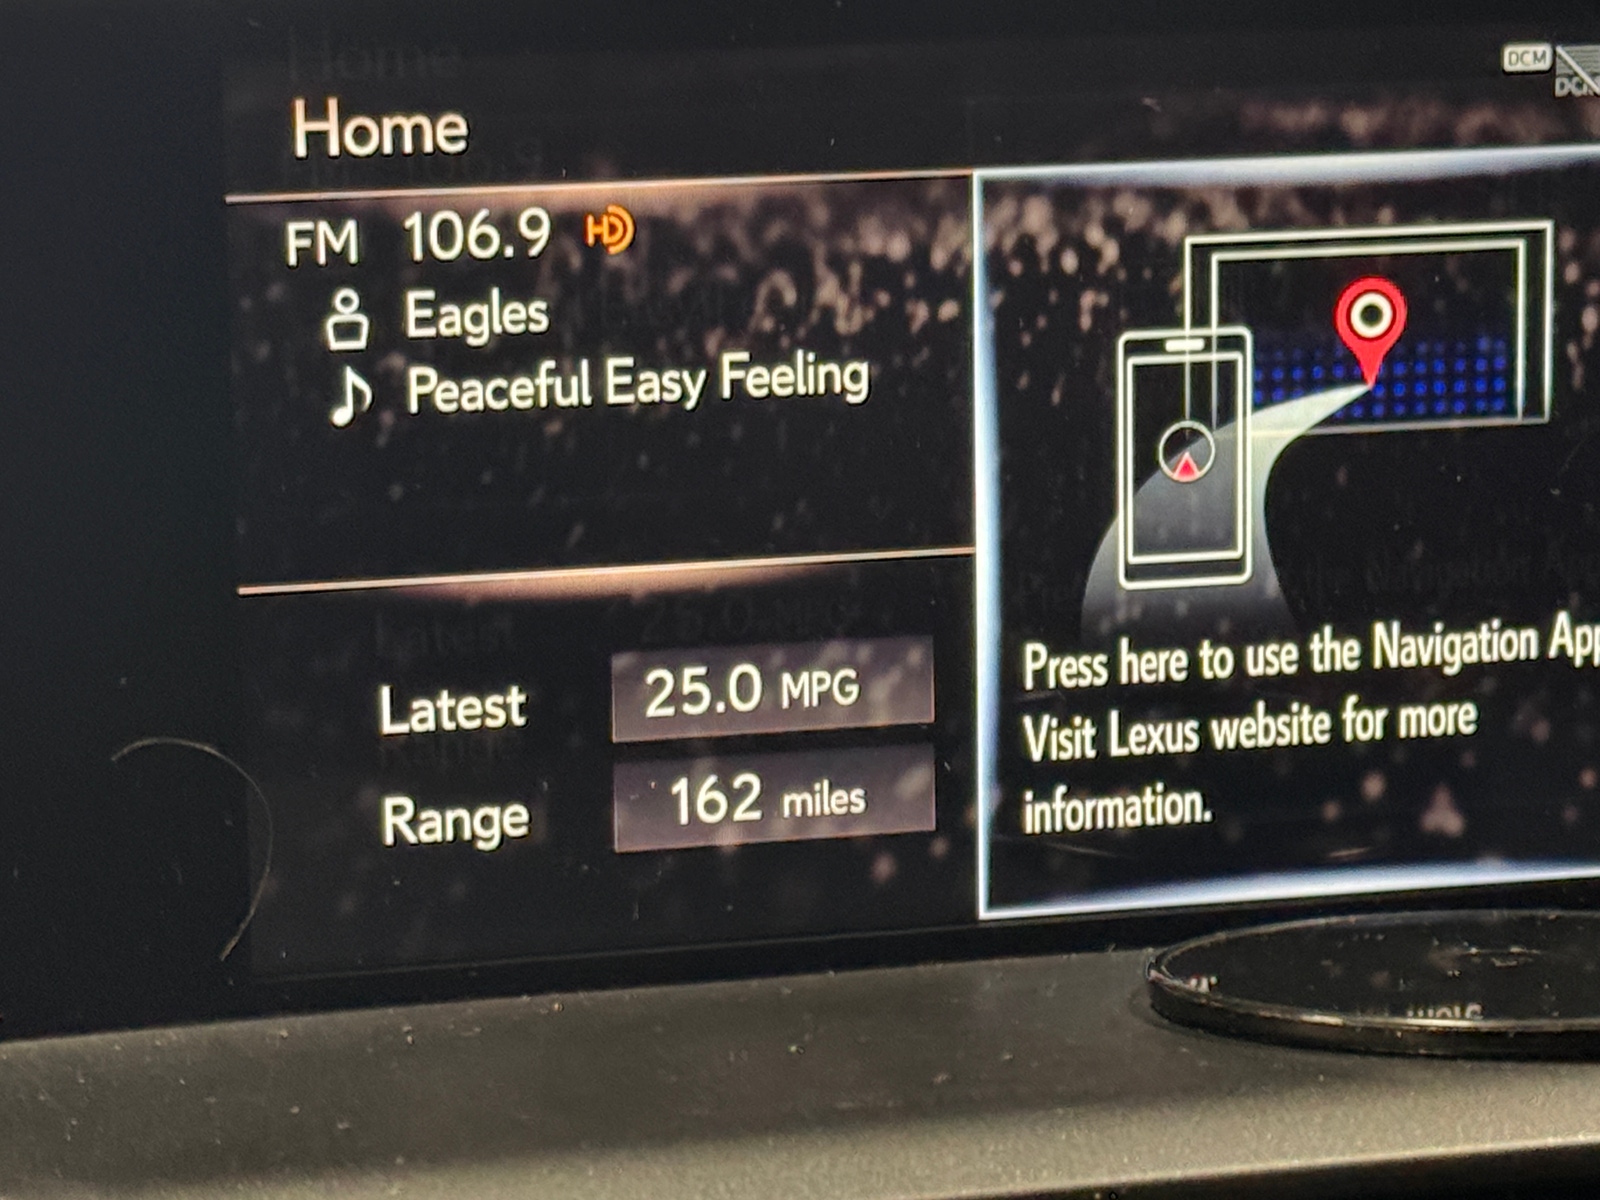 Home
DCM
FM 106.9 HD
Eagles
Peaceful Easy Feeling
Latest 25.0 MPG
Range 162 miles
Press here to use the Navigation
Visit Lexus website for more
information.